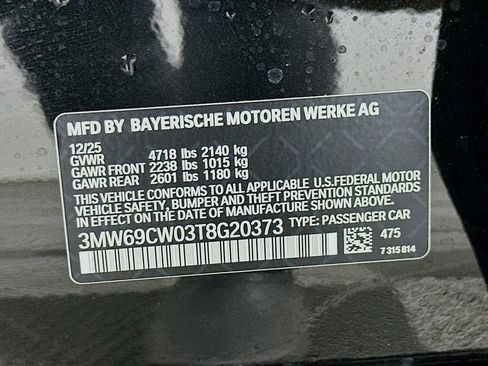 MFD BY BAYERISCHE MOTOREN WERKE AG
12/25
GVWR 4718 lbs 2140 kg
GAWR FRONT 2238 lbs 1015 kg
GAWR REAR 2601 lbs 1180 kg
THIS VEHICLE CONFORMS TO ALL APPLICABLE U.S.FEDERAL MOTOR
VEHICLE SAFETY, BUMPER, AND THEFT PREVENTION STANDARDS
IN EFFECT ON THE DATE OF MANUFACTURE SHOWN ABOVE.
3MW69CW03T8G20373 TYPE: PASSENGER CAR
475
7 315 814